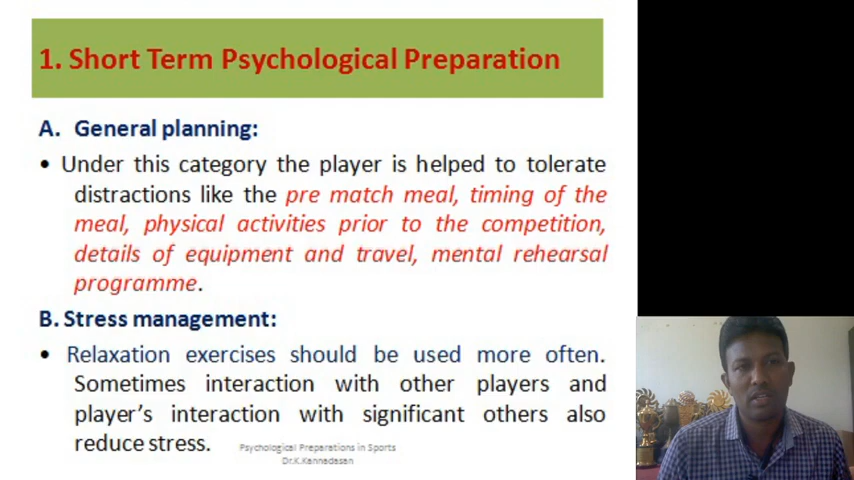 1. Short Term Psychological Preparation
A. General planning:
• Under this category the player is helped to tolerate
distractions like the pre match meal, timing of the
meal, physical activities prior to the competition,
details of equipment and travel, mental rehearsal
programme.
B. Stress management:
• Relaxation exercises should be used more often.
Sometimes interaction with other players and
player's interaction with significant others also
reduce stress.
Psychological Preparations in Sports
Dr.K.Kannadasan